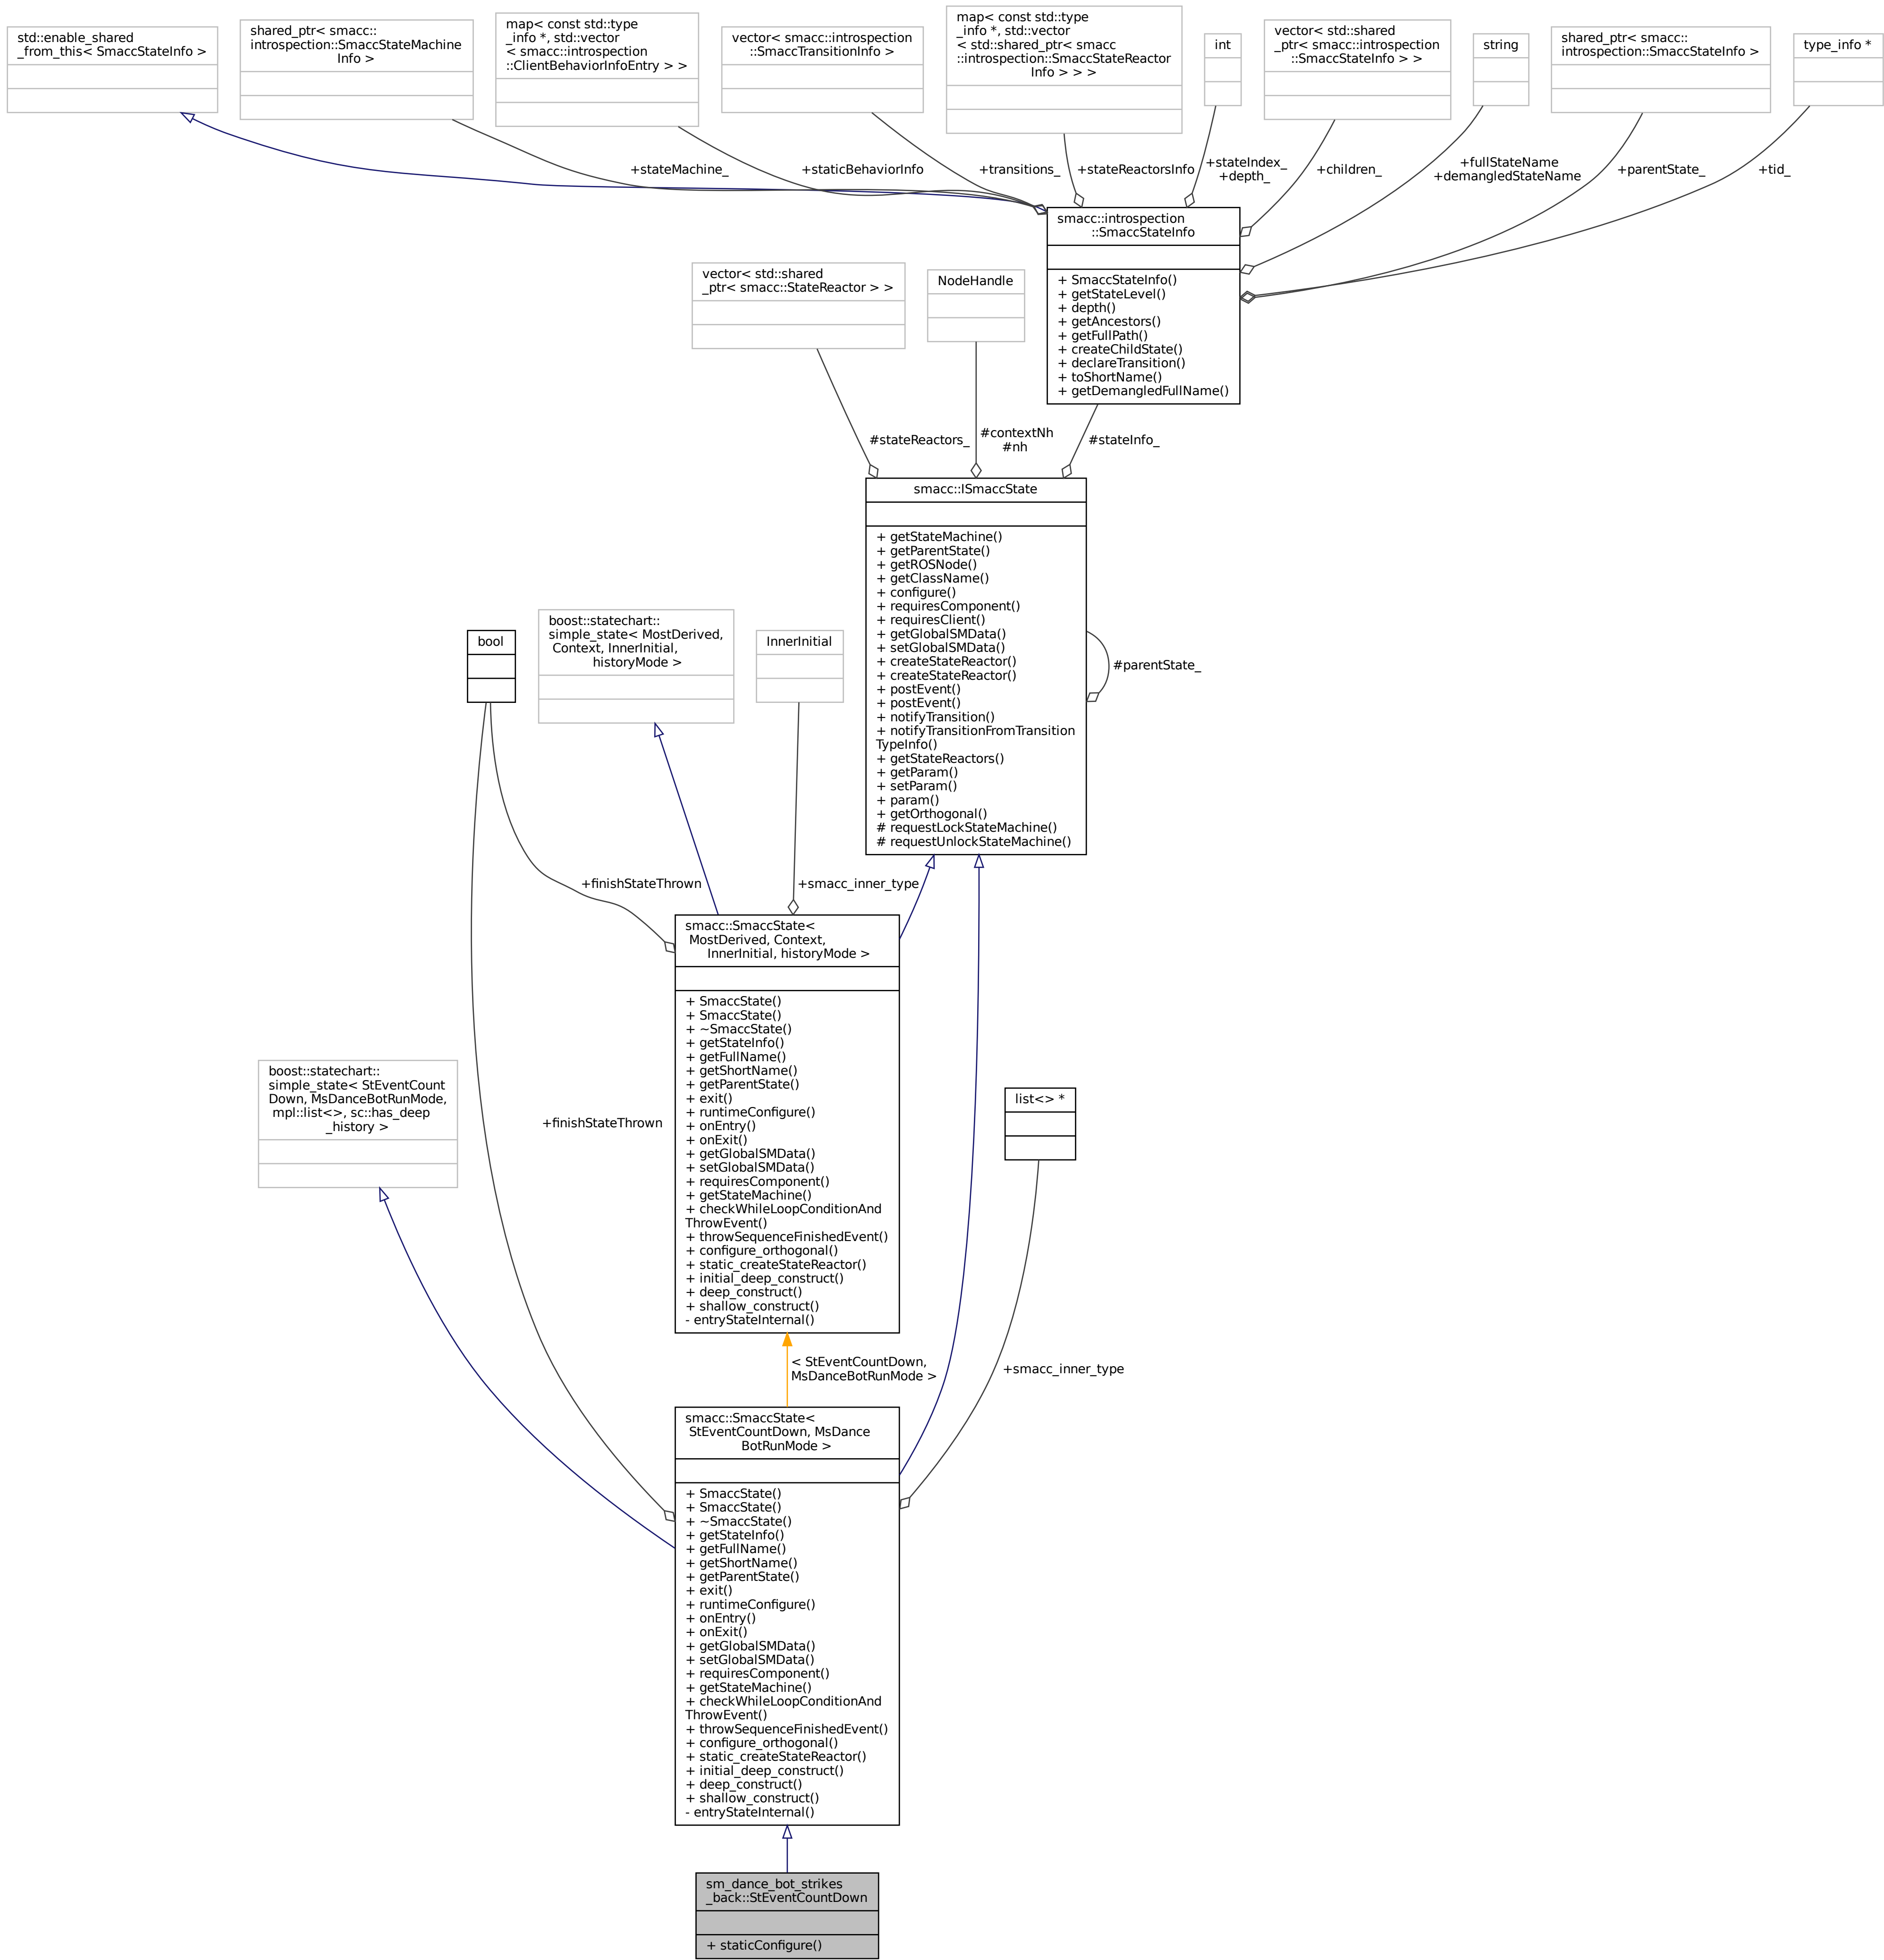 std::enable_shared
_from_this< SmaccStateInfo >
shared_ptr< smacc::
introspection::SmaccStateMachine
Info >
map< const std::type
_info *, std::vector
< smacc::introspection
::ClientBehaviorInfoEntry > >
vector< smacc::introspection
::SmaccTransitionInfo >
map< const std::type
_info *, std::vector
< std::shared_ptr< smacc
::introspection::SmaccStateReactor
Info > > >
int
vector< std::shared
_ptr< smacc::introspection
::SmaccStateInfo > >
string
shared_ptr< smacc::
introspection::SmaccStateInfo >
type_info *
+stateMachine_
+staticBehaviorInfo
+transitions_
+stateReactorsInfo
+stateIndex_
+depth_
+children_
+fullStateName
+demangledStateName
+parentState_
+tid_
smacc::introspection
::SmaccStateInfo
+ SmaccStateInfo()
+ getStateLevel()
+ depth()
+ getAncestors()
+ getFullPath()
+ createChildState()
+ declareTransition()
+ toShortName()
+ getDemangledFullName()
vector< std::shared
_ptr< smacc::StateReactor > >
NodeHandle
#stateReactors_
#contextNh
#nh
#stateInfo_
smacc::ISmaccState
+ getStateMachine()
+ getParentState()
+ getROSNode()
+ getClassName()
+ configure()
+ requiresComponent()
+ requiresClient()
+ getGlobalSMData()
+ setGlobalSMData()
+ createStateReactor()
+ createStateReactor()
+ postEvent()
+ postEvent()
+ notifyTransition()
+ notifyTransitionFromTransition
TypeInfo()
+ getStateReactors()
+ getParam()
+ setParam()
+ param()
+ getOrthogonal()
# requestLockStateMachine()
# requestUnlockStateMachine()
#parentState_
bool
boost::statechart::
simple_state< MostDerived,
Context, InnerInitial,
historyMode >
InnerInitial
+finishStateThrown
+smacc_inner_type
smacc::SmaccState<
MostDerived, Context,
InnerInitial, historyMode >
+ SmaccState()
+ SmaccState()
+ ~SmaccState()
+ getStateInfo()
+ getFullName()
+ getShortName()
+ getParentState()
+ exit()
+ runtimeConfigure()
+ onEntry()
+ onExit()
+ getGlobalSMData()
+ setGlobalSMData()
+ requiresComponent()
+ getStateMachine()
+ checkWhileLoopConditionAnd
ThrowEvent()
+ throwSequenceFinishedEvent()
+ configure_orthogonal()
+ static_createStateReactor()
+ initial_deep_construct()
+ deep_construct()
+ shallow_construct()
- entryStateInternal()
boost::statechart::
simple_state< StEventCount
Down, MsDanceBotRunMode,
mpl::list<>, sc::has_deep
_history >
+finishStateThrown
list<> *
< StEventCountDown,
MsDanceBotRunMode >
+smacc_inner_type
smacc::SmaccState<
StEventCountDown, MsDance
BotRunMode >
+ SmaccState()
+ SmaccState()
+ ~SmaccState()
+ getStateInfo()
+ getFullName()
+ getShortName()
+ getParentState()
+ exit()
+ runtimeConfigure()
+ onEntry()
+ onExit()
+ getGlobalSMData()
+ setGlobalSMData()
+ requiresComponent()
+ getStateMachine()
+ checkWhileLoopConditionAnd
ThrowEvent()
+ throwSequenceFinishedEvent()
+ configure_orthogonal()
+ static_createStateReactor()
+ initial_deep_construct()
+ deep_construct()
+ shallow_construct()
- entryStateInternal()
sm_dance_bot_strikes
_back::StEventCountDown
+ staticConfigure()